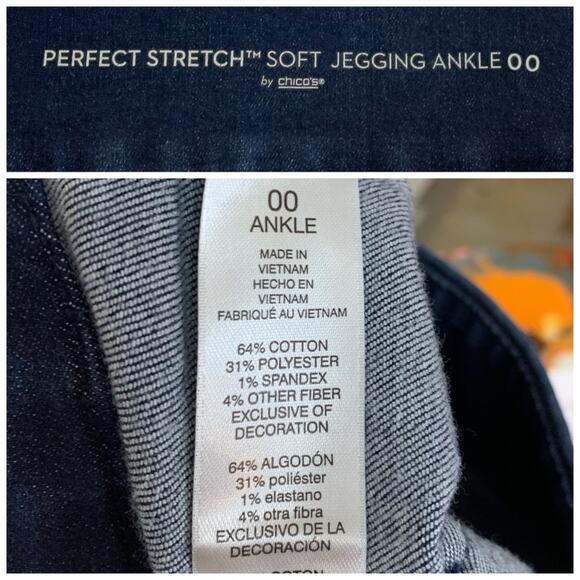 PERFECT STRETCH™ SOFT JEGGING ANKLE 00
by chico's®
00
ANKLE
MADE IN
VIETNAM
HECHO EN
VIETNAM
FABRIQUÉ AU VIETNAM
64% COTTON
31% POLYESTER
1% SPANDEX
4% OTHER FIBER
EXCLUSIVE OF
DECORATION
64% ALGODÓN
31% poliéster
1% elastano
4% otra fibra
EXCLUSIVO DE LA
DECORACIÓN